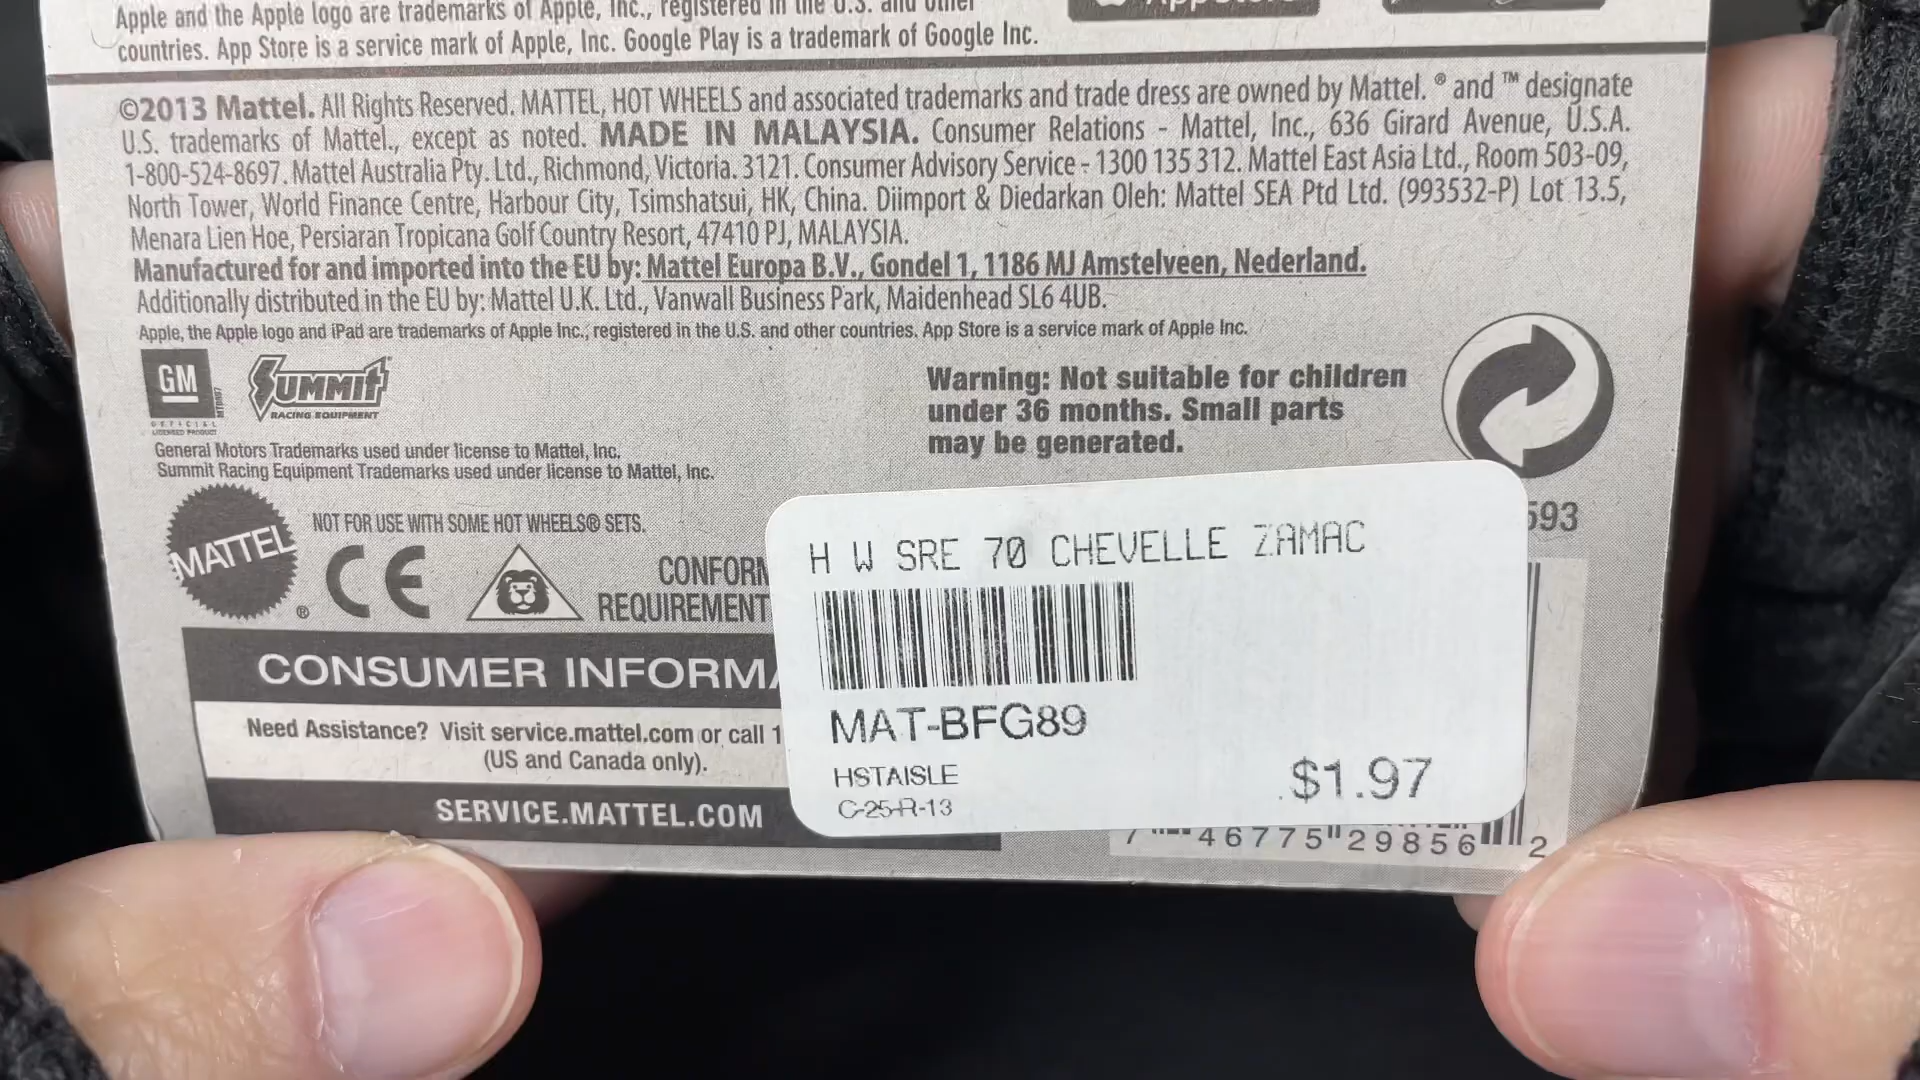 Apple and the Apple logo are trademarks of Apple, Inc., registered in the U.S. and other
countries. App Store is a service mark of Apple, Inc. Google Play is a trademark of Google Inc.
©2013 Mattel. All Rights Reserved. MATTEL, HOT WHEELS and associated trademarks and trade dress are owned by Mattel. ® and ™ designate
U.S. trademarks of Mattel., except as noted. MADE IN MALAYSIA. Consumer Relations - Mattel, Inc., 636 Girard Avenue, U.S.A.
1-800-524-8697. Mattel Australia Pty. Ltd., Richmond, Victoria. 3121. Consumer Advisory Service - 1300 135 312. Mattel East Asia Ltd., Room 503-09,
North Tower, World Finance Centre, Harbour City, Tsimshatsui, HK, China. Diimport & Diedarkan Oleh: Mattel SEA Ptd Ltd. (993532-P) Lot 13.5,
Menara Lien Hoe, Persiaran Tropicana Golf Country Resort, 47410 PJ, MALAYSIA.
Manufactured for and imported into the EU by: Mattel Europa B.V., Gondel 1, 1186 MJ Amstelveen, Nederland.
Additionally distributed in the EU by: Mattel U.K. Ltd., Vanwall Business Park, Maidenhead SL6 4UB.
Apple, the Apple logo and iPad are trademarks of Apple Inc., registered in the U.S. and other countries. App Store is a service mark of Apple Inc.
GM
OFFICIAL
LICENSED PRODUCT
SUMMIT®
RACING EQUIPMENT
Warning: Not suitable for children
under 36 months. Small parts
may be generated.
General Motors Trademarks used under license to Mattel, Inc.
Summit Racing Equipment Trademarks used under license to Mattel, Inc.
593
MATTEL®
NOT FOR USE WITH SOME HOT WHEELS® SETS.
CE
CONFORM
REQUIREMENT
CONSUMER INFORMA
Need Assistance? Visit service.mattel.com or call 1
(US and Canada only).
SERVICE.MATTEL.COM
H W SRE 70 CHEVELLE ZAMAC
MAT-BFG89
HSTAISLE
C-25-R-13
$1.97
7 46775 29856 2